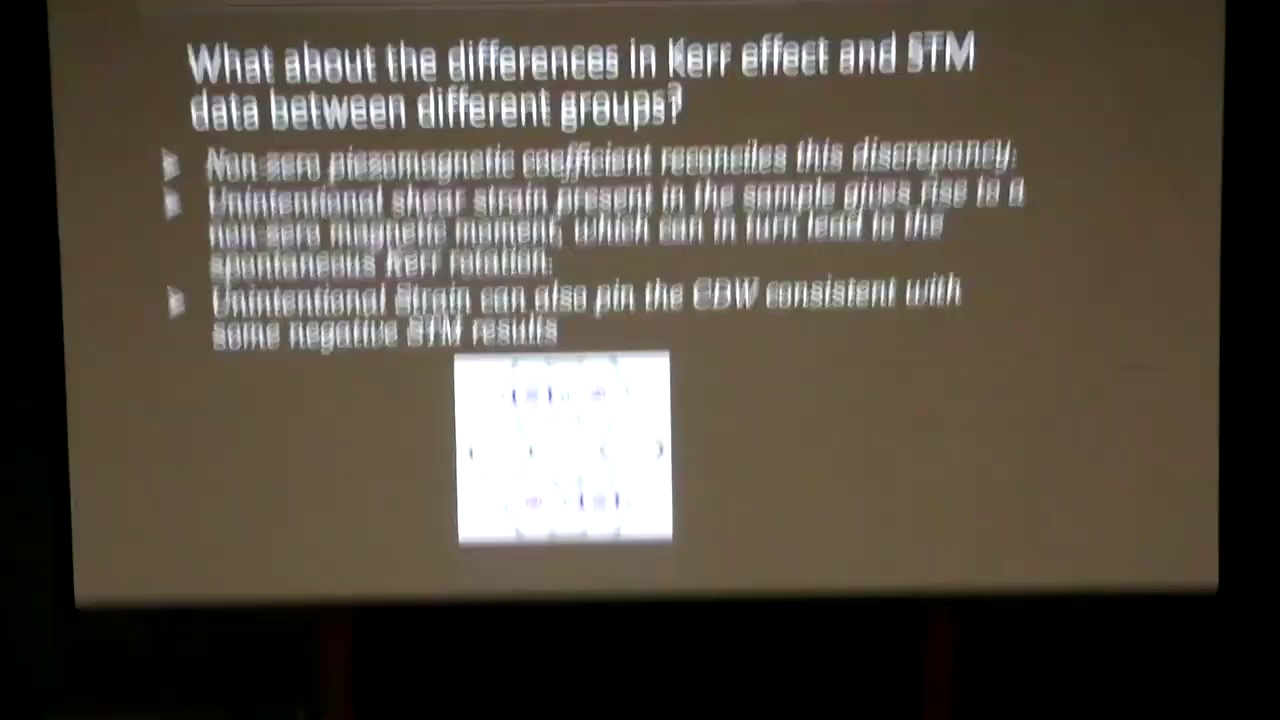 What about the differences in Kerr effect and STM
data between different groups?
Non-zero piezomagnetic coefficient reconciles this discrepancy.
Unintentional shear strain present in the sample gives rise to a
non-zero magnetic moment, which can in turn lead to the
spontaneous Kerr rotation.
Unintentional Strain can also pin the CDW consistent with
some negative STM results